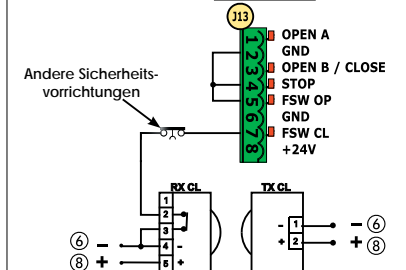 J13
1 OPEN A
2 GND
3 OPEN B / CLOSE
4 STOP
5 FSW OP
6 GND
7 FSW CL
8 +24V
Andere Sicherheits-
vorrichtungen
RX CL
1
2
3
⑥ – 4 –
⑧ + 5 +
TX CL
– 1 – ⑥
+ 2 + ⑧